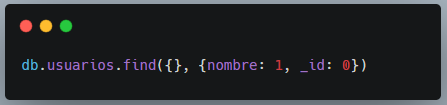 db.usuarios.find({}, {nombre: 1, _id: 0})